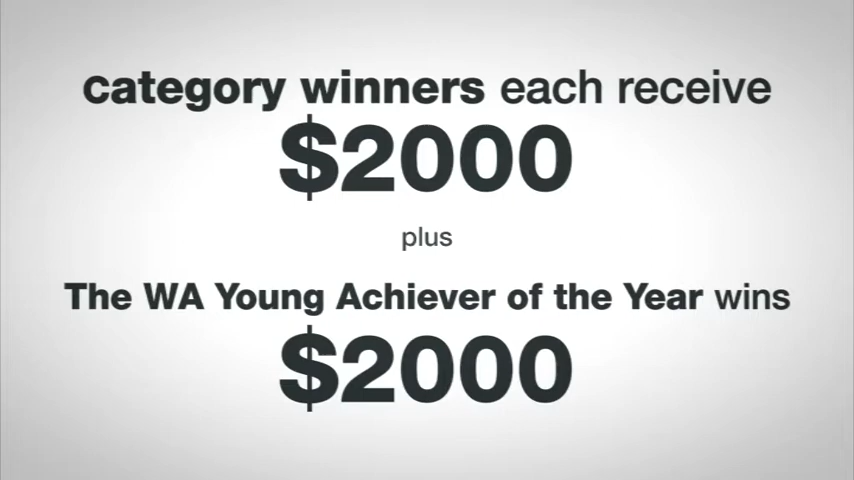 category winners each receive
$2000
plus
The WA Young Achiever of the Year wins
$2000